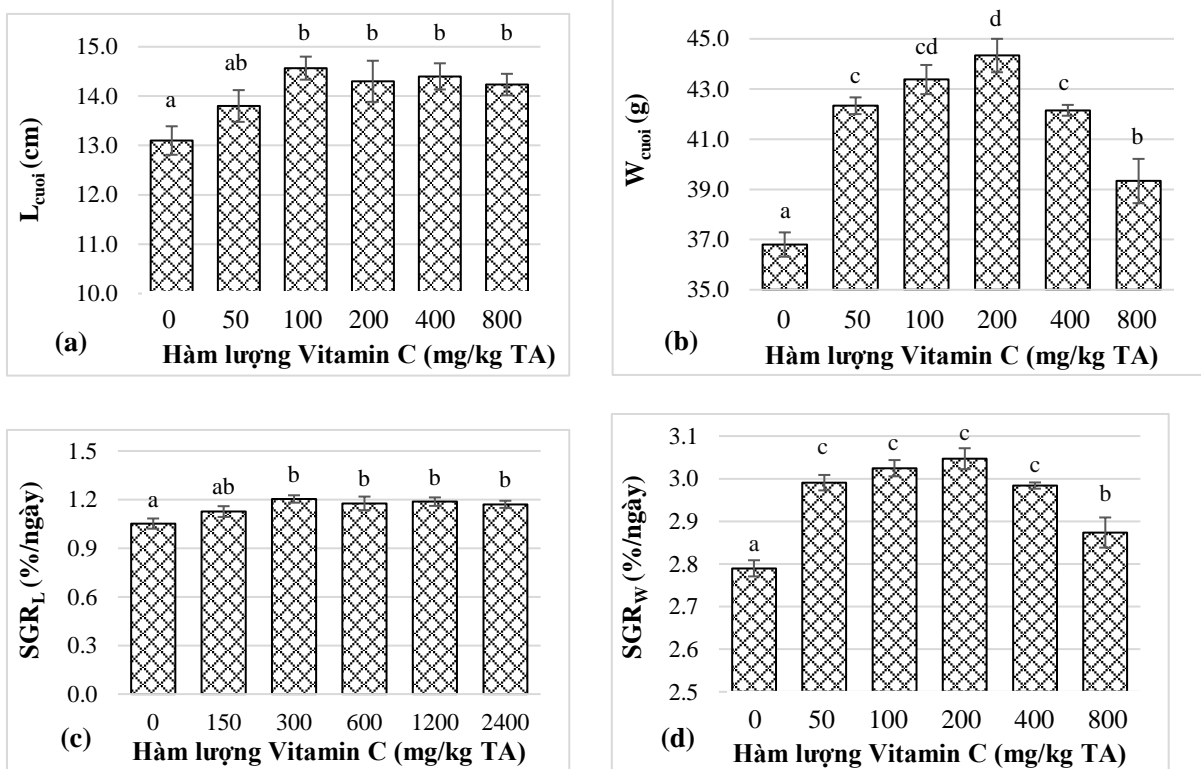 b b b b
ab
a
15.0
14.0
13.0
12.0
11.0
10.0
L_cuoi (cm)
0 50 100 200 400 800
(a)
Hàm lượng Vitamin C (mg/kg TA)
d
cd
c c
b
a
45.0
43.0
41.0
39.0
37.0
35.0
W_cuoi (g)
0 50 100 200 400 800
(b)
Hàm lượng Vitamin C (mg/kg TA)
a ab b b b b
1.5
1.2
0.9
0.6
0.3
0.0
SGR_L (%/ngày)
0 150 300 600 1200 2400
(c)
Hàm lượng Vitamin C (mg/kg TA)
c c c c
b
a
3.1
3.0
2.9
2.8
2.7
2.6
2.5
SGR_W (%/ngày)
0 50 100 200 400 800
(d)
Hàm lượng Vitamin C (mg/kg TA)